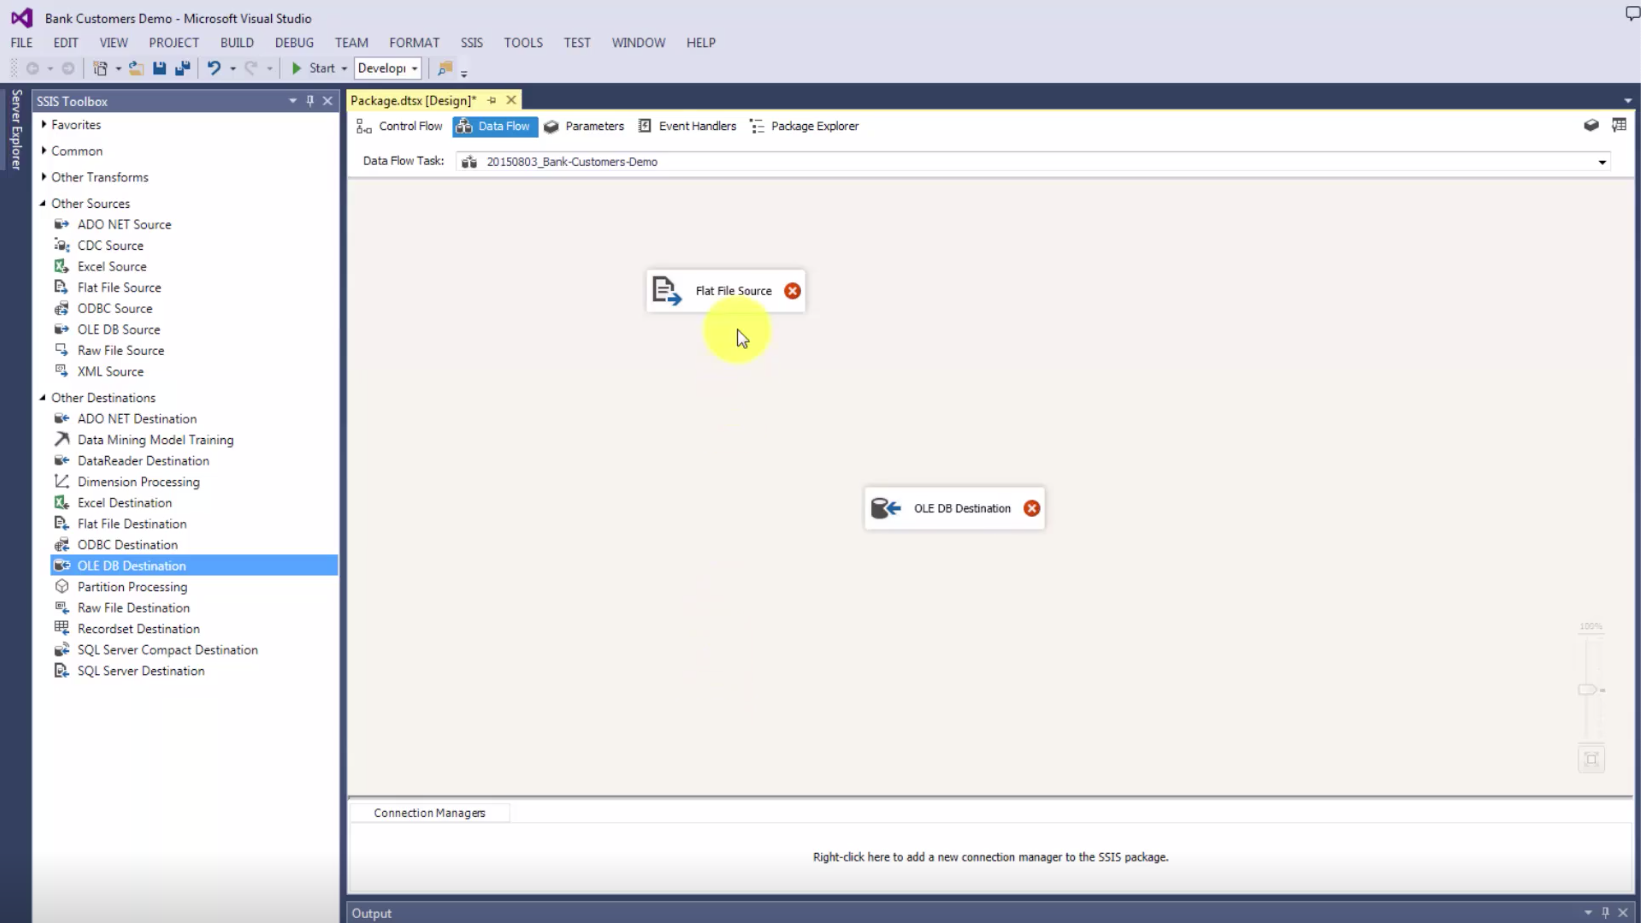 Bank Customers Demo - Microsoft Visual Studio
FILE EDIT VIEW PROJECT BUILD DEBUG TEAM FORMAT SSIS TOOLS TEST WINDOW HELP
Start Developi
Server Explorer
SSIS Toolbox
Favorites
Common
Other Transforms
Other Sources
ADO NET Source
CDC Source
Excel Source
Flat File Source
ODBC Source
OLE DB Source
Raw File Source
XML Source
Other Destinations
ADO NET Destination
Data Mining Model Training
DataReader Destination
Dimension Processing
Excel Destination
Flat File Destination
ODBC Destination
OLE DB Destination
Partition Processing
Raw File Destination
Recordset Destination
SQL Server Compact Destination
SQL Server Destination
Package.dtsx [Design]*
Control Flow Data Flow Parameters Event Handlers Package Explorer
Data Flow Task: 20150803_Bank-Customers-Demo
Flat File Source
OLE DB Destination
100%
Connection Managers
Right-click here to add a new connection manager to the SSIS package.
Output